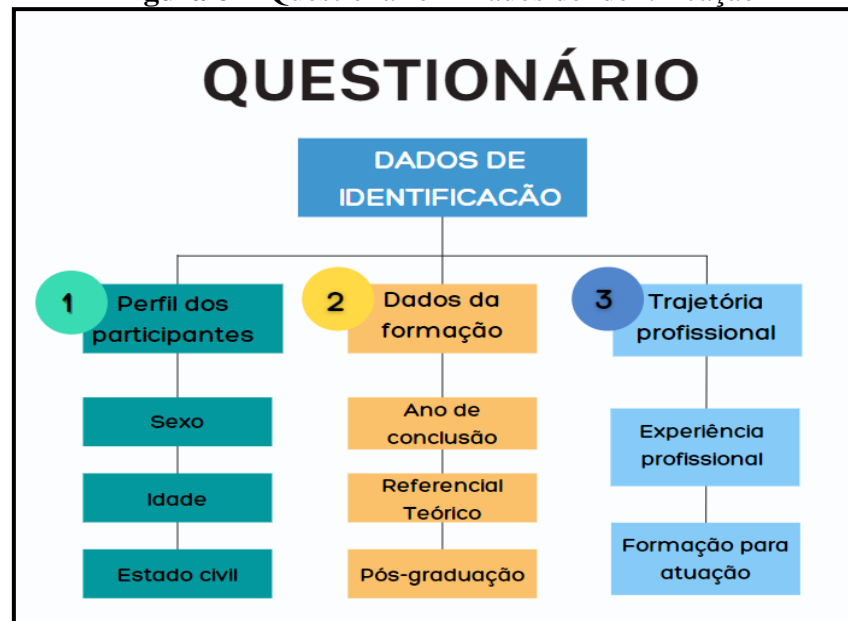 QUESTIONÁRIO
DADOS DE
IDENTIFICACÃO
1
Perfil dos
participantes
Sexo
Idade
Estado civil
2
Dados da
formação
Ano de
conclusão
Referencial
Teórico
Pós-graduação
3
Trajetória
profissional
Experiência
profissional
Formação para
atuação